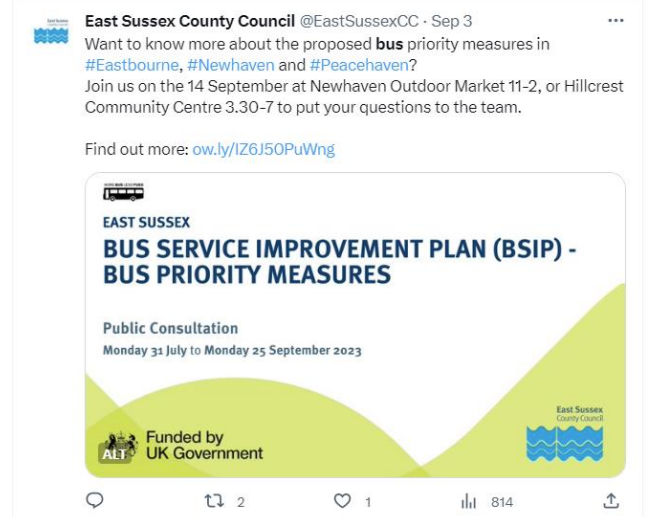 East Sussex County Council @EastSussexCC · Sep 3
Want to know more about the proposed bus priority measures in
#Eastbourne, #Newhaven and #Peacehaven?
Join us on the 14 September at Newhaven Outdoor Market 11-2, or Hillcrest
Community Centre 3.30-7 to put your questions to the team.
Find out more: ow.ly/IZ6J50PuWng
EAST SUSSEX
BUS SERVICE IMPROVEMENT PLAN (BSIP) -
BUS PRIORITY MEASURES
Public Consultation
Monday 31 July to Monday 25 September 2023
East Sussex
County Council
ALT
Funded by
UK Government
2
1
814